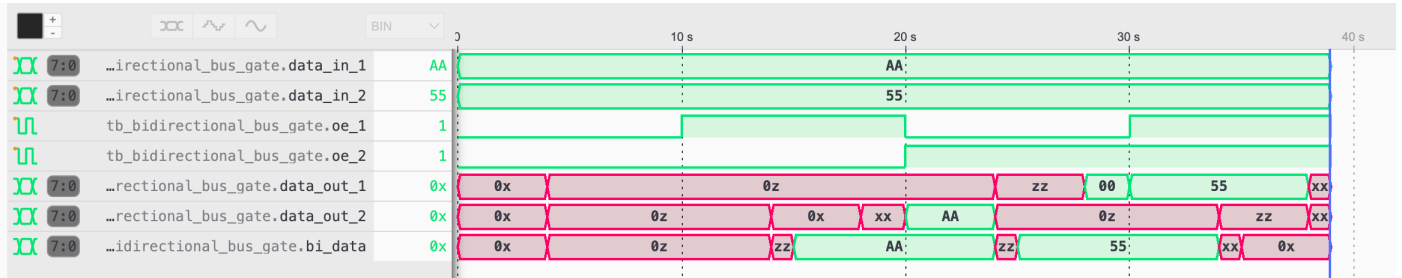 +
-
BIN
0 10 s 20 s 30 s 40 s
7:0 …irectional_bus_gate.data_in_1 AA AA
7:0 …irectional_bus_gate.data_in_2 55 55
tb_bidirectional_bus_gate.oe_1 1
tb_bidirectional_bus_gate.oe_2 1
7:0 …rectional_bus_gate.data_out_1 0x 0x 0z zz 00 55 xx
7:0 …rectional_bus_gate.data_out_2 0x 0x 0z 0x xx AA 0z zz xx
7:0 …idirectional_bus_gate.bi_data 0x 0x 0z zz AA zz 55 xx 0x